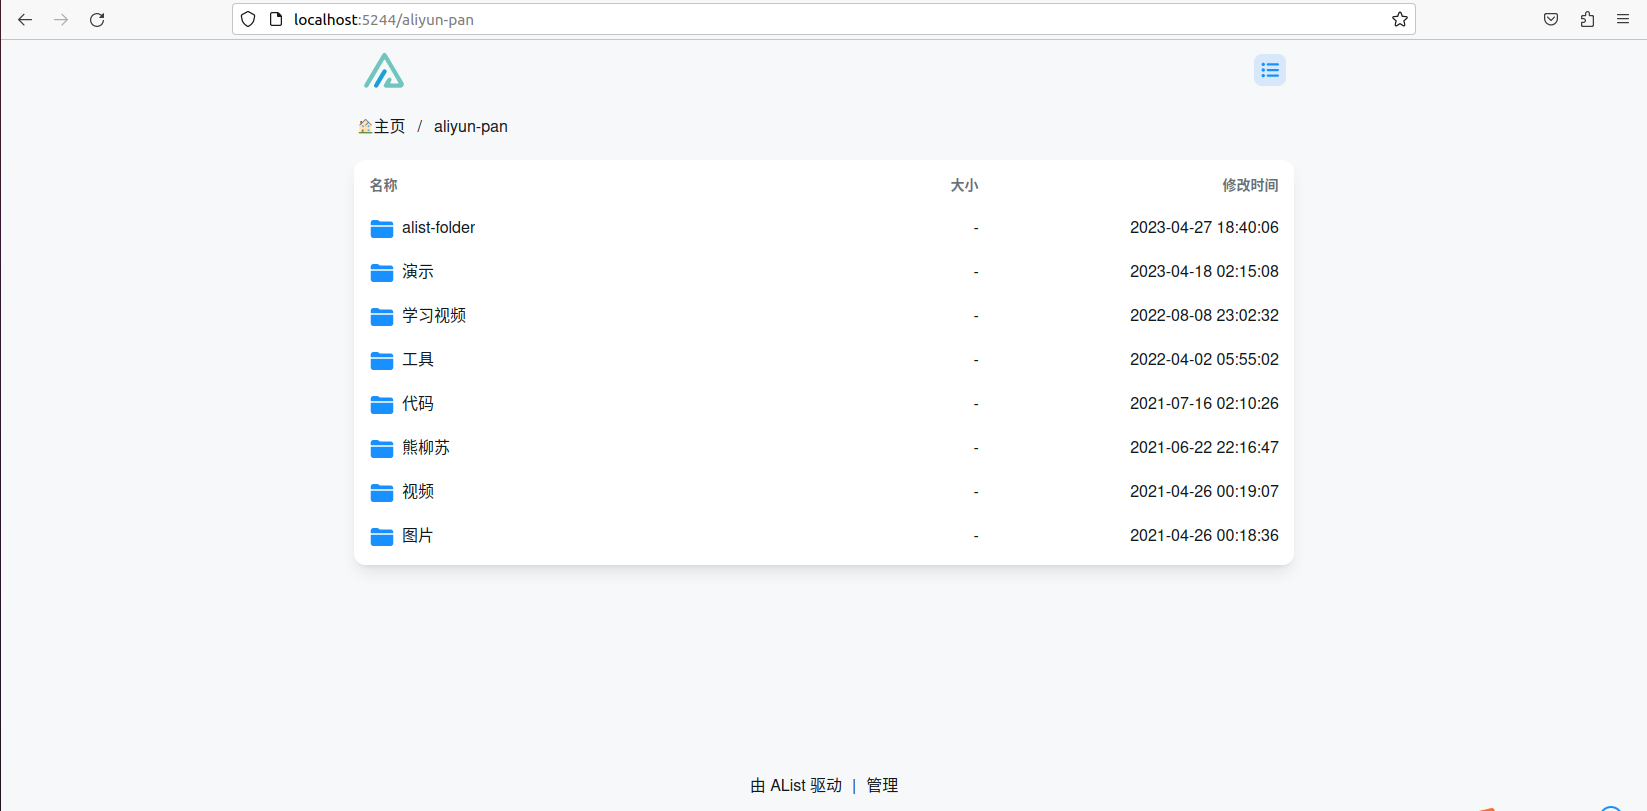 localhost:5244/aliyun-pan
主页 / aliyun-pan
名称 大小 修改时间
alist-folder - 2023-04-27 18:40:06
演示 - 2023-04-18 02:15:08
学习视频 - 2022-08-08 23:02:32
工具 - 2022-04-02 05:55:02
代码 - 2021-07-16 02:10:26
熊柳苏 - 2021-06-22 22:16:47
视频 - 2021-04-26 00:19:07
图片 - 2021-04-26 00:18:36
由 AList 驱动 | 管理